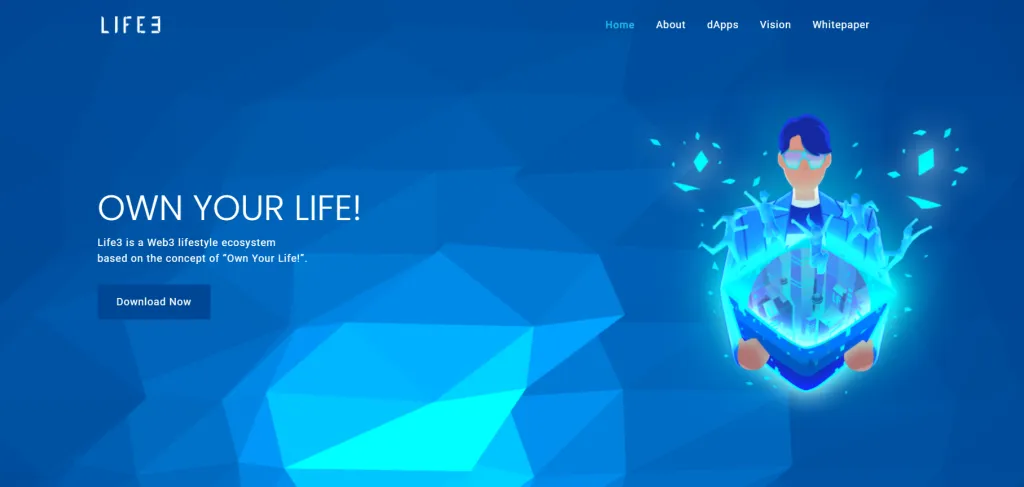 LIFE3
Home About dApps Vision Whitepaper
OWN YOUR LIFE!
Life3 is a Web3 lifestyle ecosystem
based on the concept of “Own Your Life!”.
Download Now